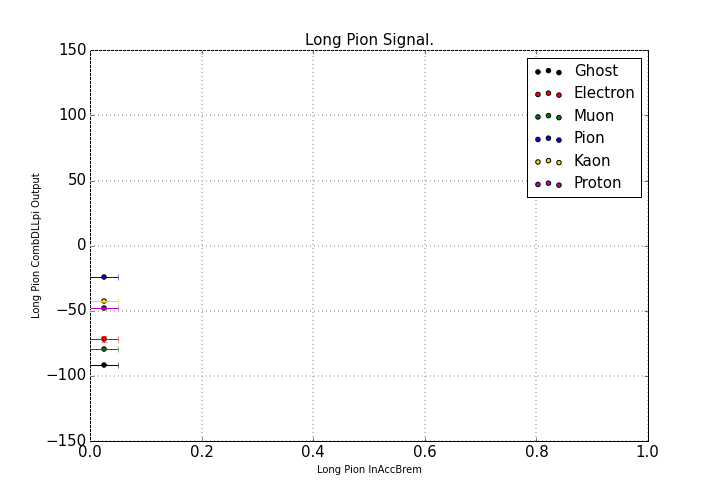 Long Pion Signal.
150
100
50
0
−50
−100
−150
Long Pion CombDLLpi Output
Ghost
Electron
Muon
Pion
Kaon
Proton
0.0
0.2
0.4
0.6
0.8
1.0
Long Pion InAccBrem